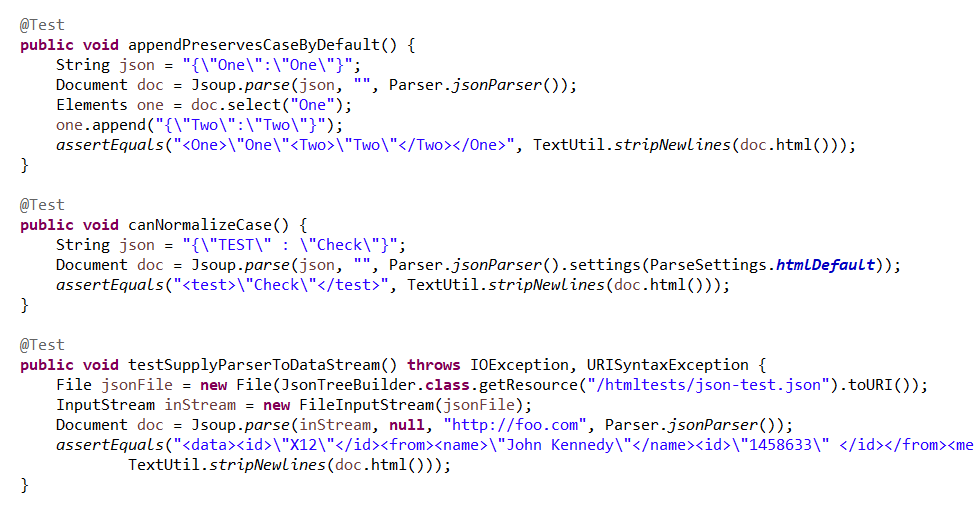 @Test
public void appendPreservesCaseByDefault() {
    String json = "{\"One\":\"One\"}";
    Document doc = Jsoup.parse(json, "", Parser.jsonParser());
    Elements one = doc.select("One");
    one.append("{\"Two\":\"Two\"}");
    assertEquals("<One>\"One\"<Two>\"Two\"</Two></One>", TextUtil.stripNewlines(doc.html()));
}

@Test
public void canNormalizeCase() {
    String json = "{\"TEST\" : \"Check\"}";
    Document doc = Jsoup.parse(json, "", Parser.jsonParser().settings(ParseSettings.htmlDefault));
    assertEquals("<test>\"Check\"</test>", TextUtil.stripNewlines(doc.html()));
}

@Test
public void testSupplyParserToDataStream() throws IOException, URISyntaxException {
    File jsonFile = new File(JsonTreeBuilder.class.getResource("/htmltests/json-test.json").toURI());
    InputStream inStream = new FileInputStream(jsonFile);
    Document doc = Jsoup.parse(inStream, null, "http://foo.com", Parser.jsonParser());
    assertEquals("<data><id>\"X12\"</id><from><name>\"John Kennedy\"</name><id>\"1458633\" </id></from><me
            TextUtil.stripNewlines(doc.html()));
}